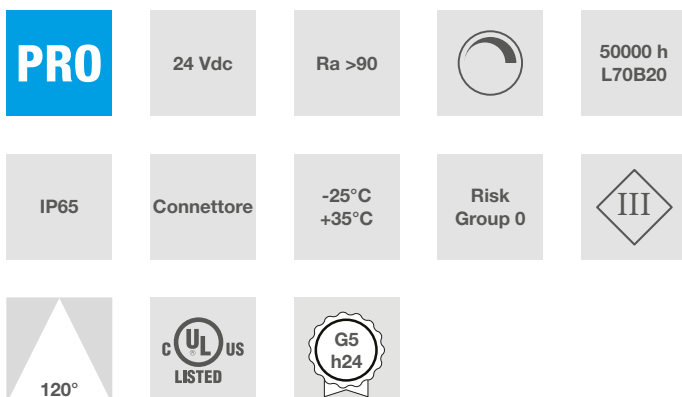 PRO
24 Vdc
Ra >90
50000 h
L70B20
IP65
Connettore
-25°C
+35°C
Risk
Group 0
III
120°
C UL® US
LISTED
G5
h24